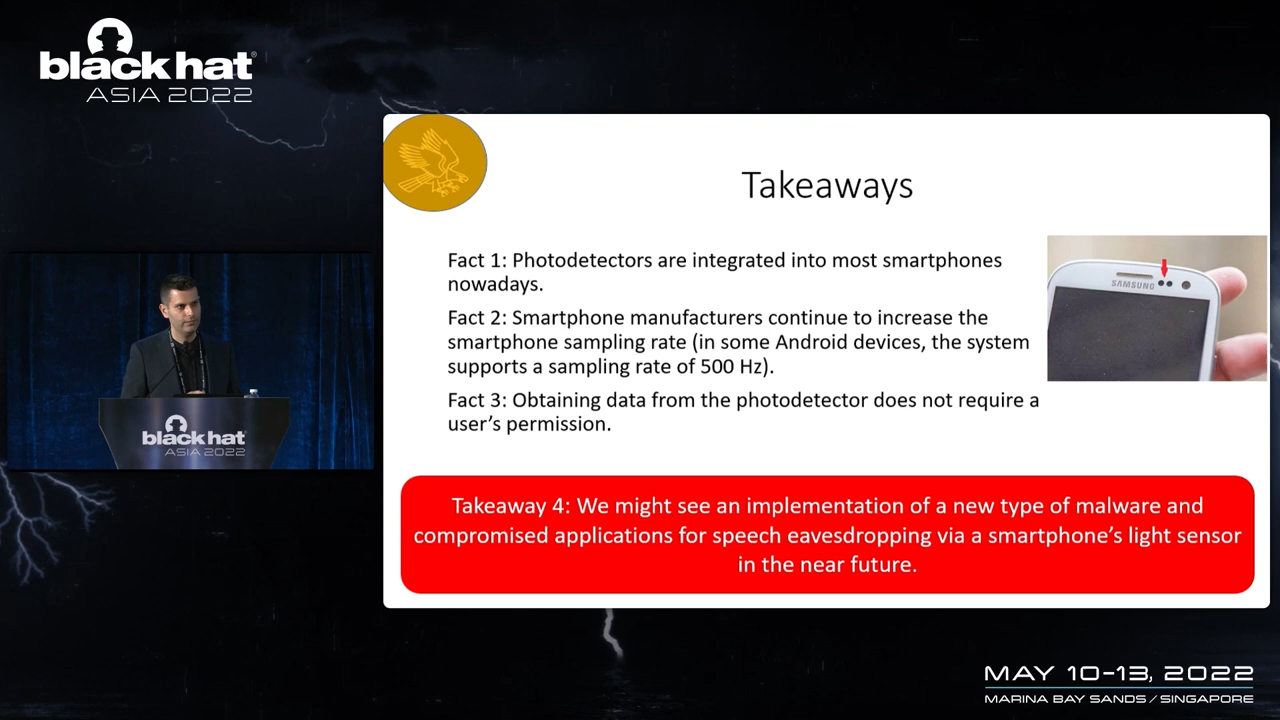 black hat®
ASIA 2022
Takeaways
Fact 1: Photodetectors are integrated into most smartphones
nowadays.
Fact 2: Smartphone manufacturers continue to increase the
smartphone sampling rate (in some Android devices, the system
supports a sampling rate of 500 Hz).
Fact 3: Obtaining data from the photodetector does not require a
user's permission.
SAMSUNG
black hat
ASIA 2022
Takeaway 4: We might see an implementation of a new type of malware and
compromised applications for speech eavesdropping via a smartphone's light sensor
in the near future.
MAY 10-13, 2022
MARINA BAY SANDS / SINGAPORE